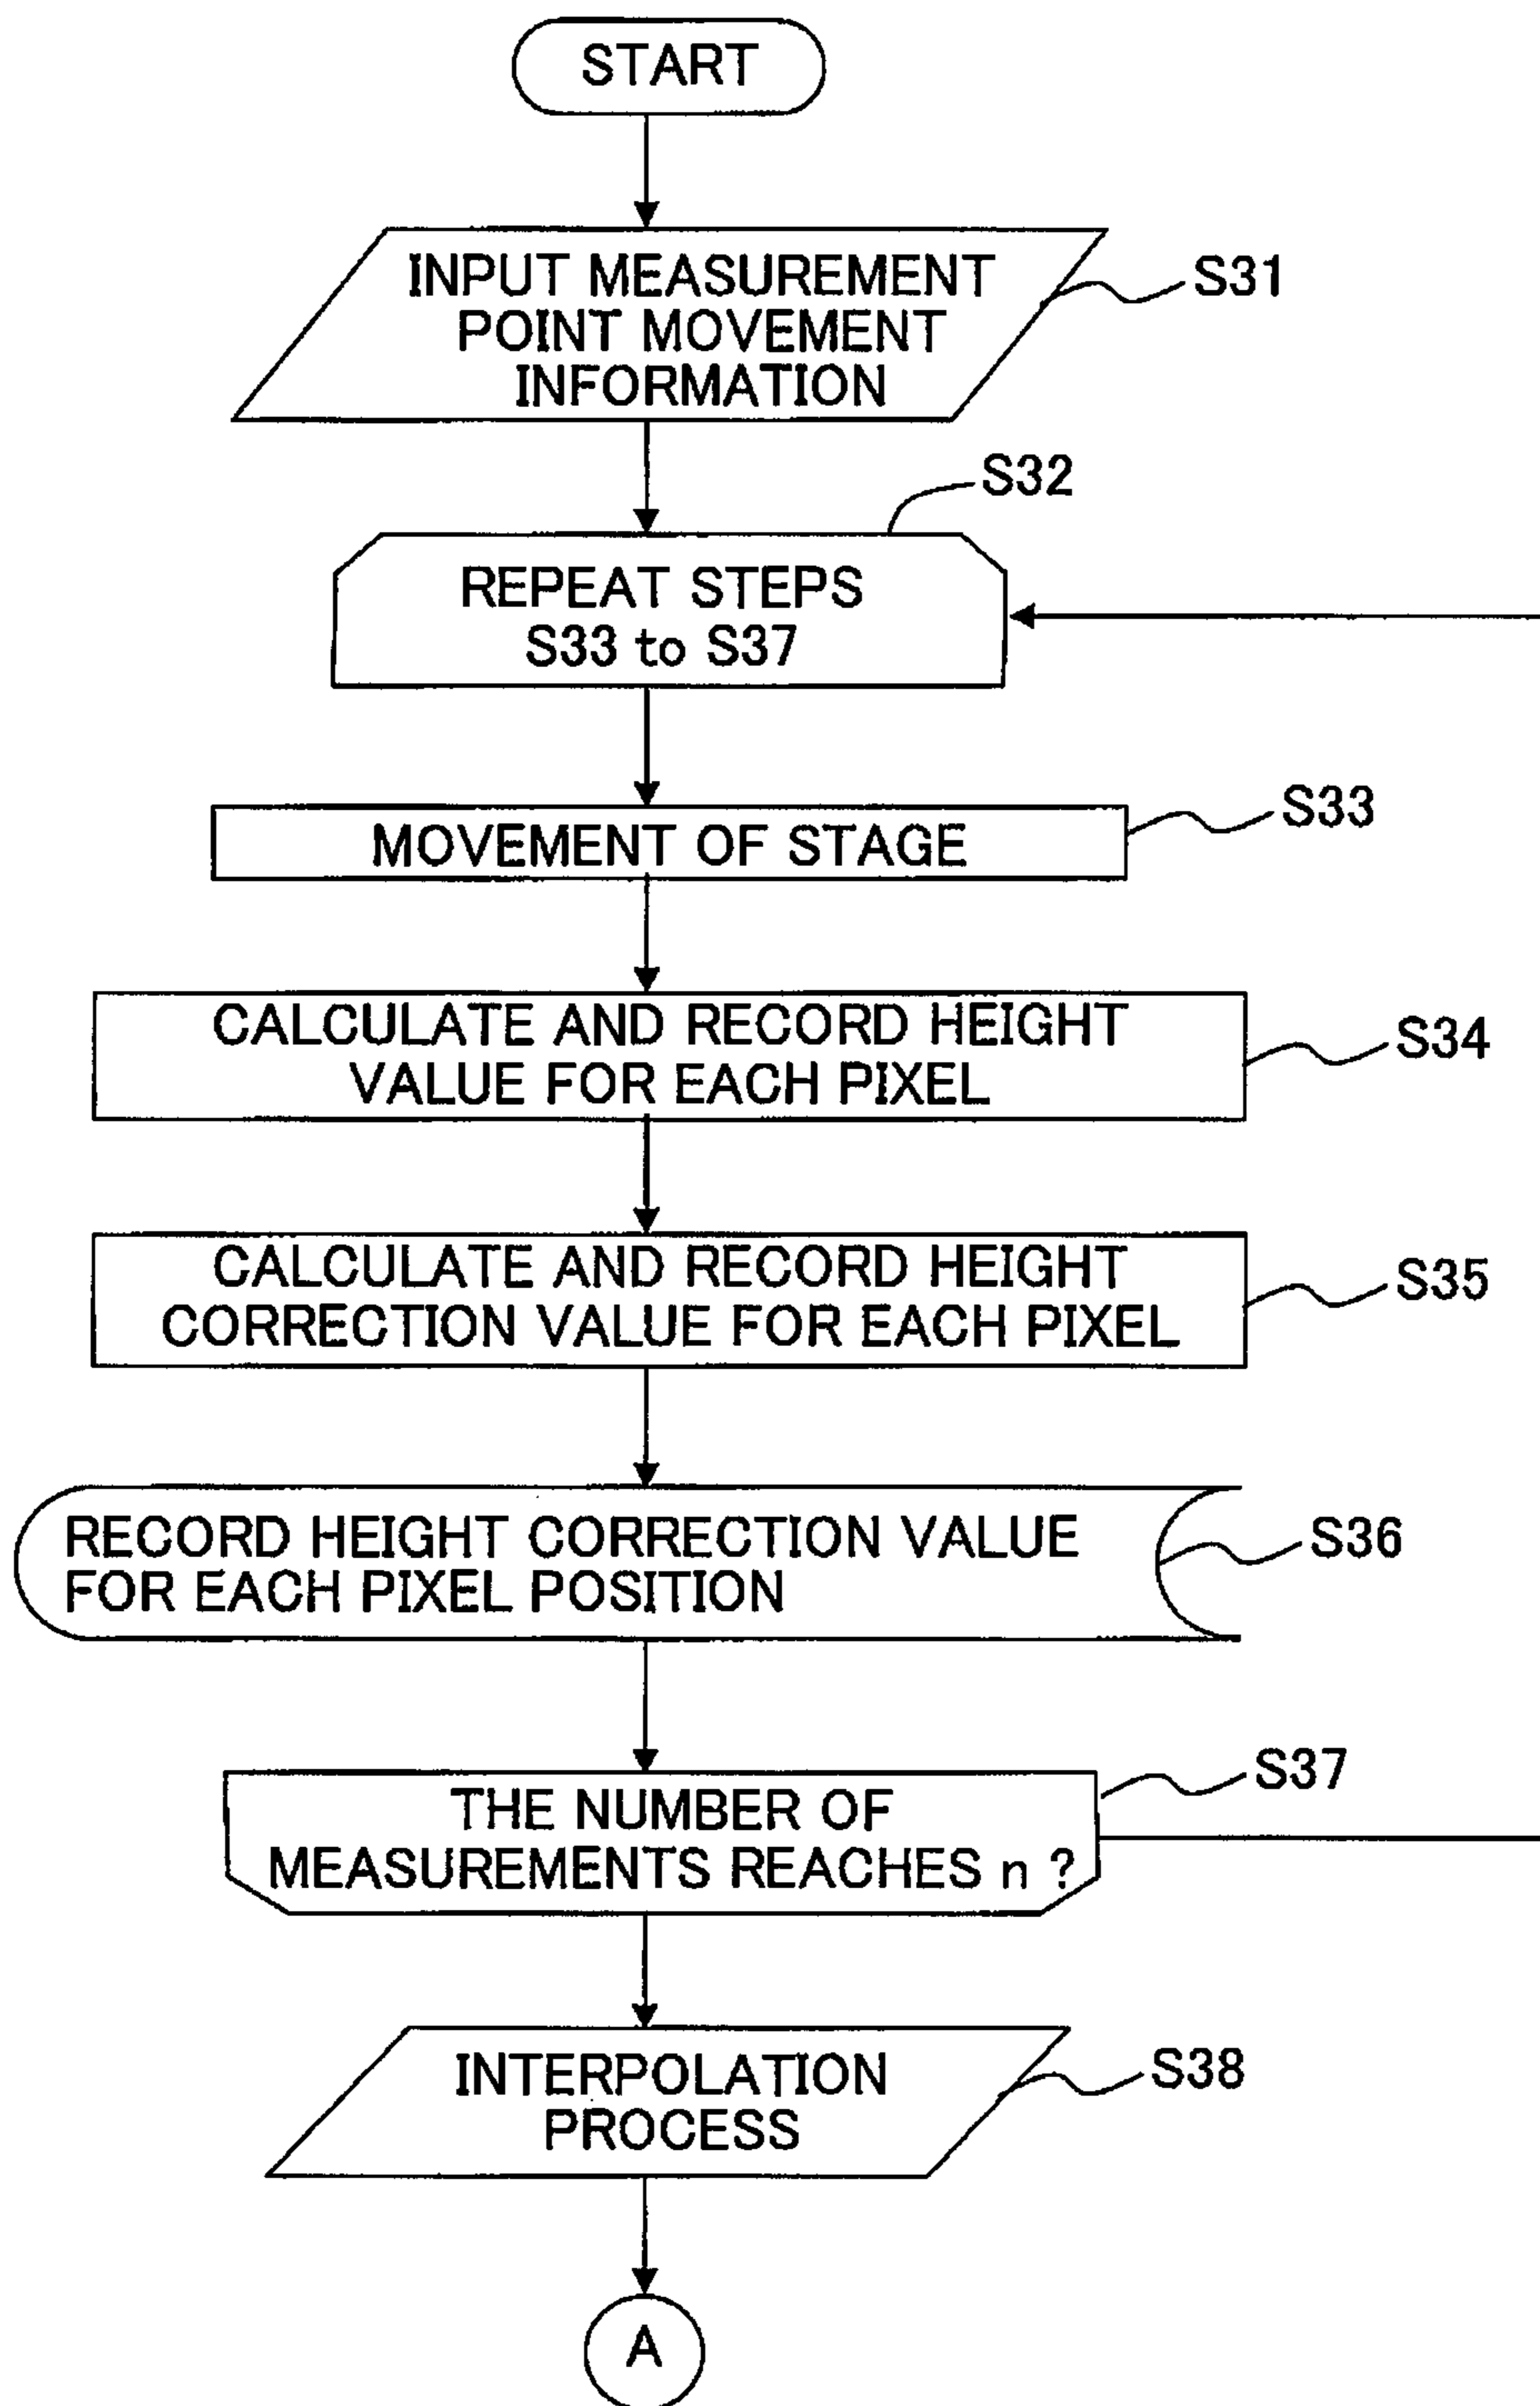 START
INPUT MEASUREMENT
POINT MOVEMENT
INFORMATION
S31
S32
REPEAT STEPS
S33 to S37
MOVEMENT OF STAGE
S33
CALCULATE AND RECORD HEIGHT
VALUE FOR EACH PIXEL
S34
CALCULATE AND RECORD HEIGHT
CORRECTION VALUE FOR EACH PIXEL
S35
RECORD HEIGHT CORRECTION VALUE
FOR EACH PIXEL POSITION
S36
THE NUMBER OF
MEASUREMENTS REACHES n ?
S37
INTERPOLATION
PROCESS
S38
A